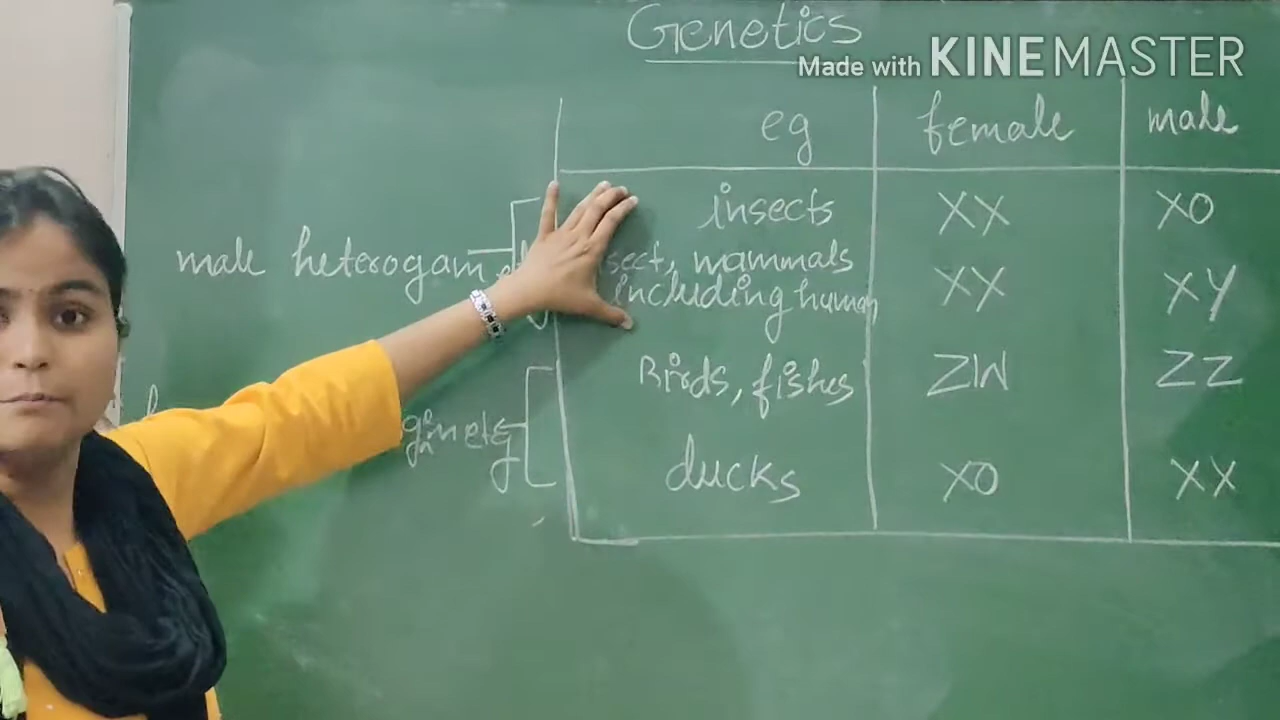 Genetics
Made with KINEMASTER
eg female male
insects XX XO
male heterogam
mammals
including human XX XY
Birds, fishes ZW ZZ
ducks XO XX